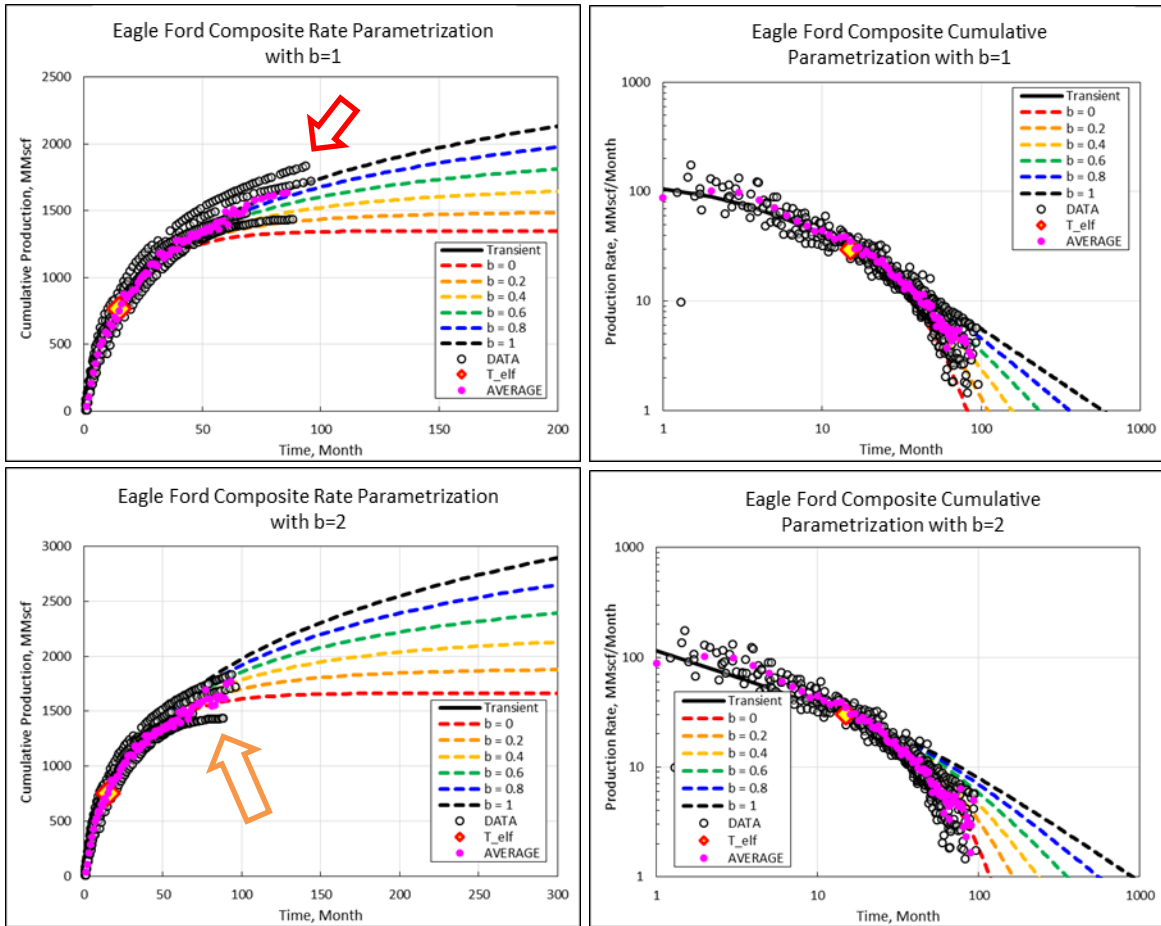 Eagle Ford Composite Rate Parametrization
with b=1
2500
2000
1500
1000
500
0
0
50
100
150
200
Cumulative Production, MMscf
Time, Month
Transient
b = 0
b = 0.2
b = 0.4
b = 0.6
b = 0.8
b = 1
DATA
T_elf
AVERAGE
Eagle Ford Composite Cumulative
Parametrization with b=1
1000
100
10
1
1
10
100
1000
Production Rate, MMscf/Month
Time, Month
Transient
b = 0
b = 0.2
b = 0.4
b = 0.6
b = 0.8
b = 1
DATA
T_elf
AVERAGE
Eagle Ford Composite Rate Parametrization
with b=2
3000
2500
2000
1500
1000
500
0
0
50
100
150
200
250
300
Cumulative Production, MMscf
Time, Month
Transient
b = 0
b = 0.2
b = 0.4
b = 0.6
b = 0.8
b = 1
DATA
T_elf
AVERAGE
Eagle Ford Composite Cumulative
Parametrization with b=2
1000
100
10
1
1
10
100
1000
Production Rate, MMscf/Month
Time, Month
Transient
b = 0
b = 0.2
b = 0.4
b = 0.6
b = 0.8
b = 1
DATA
T_elf
AVERAGE